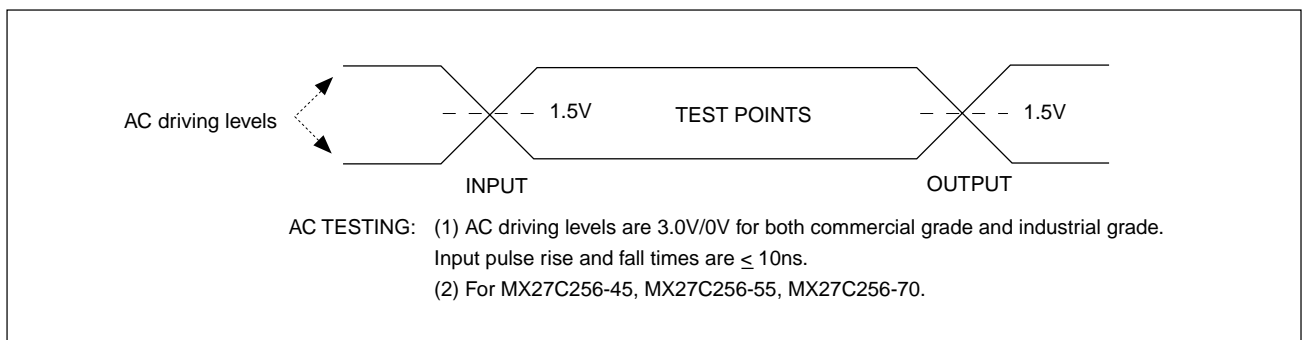 AC driving levels
1.5V
TEST POINTS
1.5V
INPUT
OUTPUT
AC TESTING: (1) AC driving levels are 3.0V/0V for both commercial grade and industrial grade.
Input pulse rise and fall times are ≤ 10ns.
(2) For MX27C256-45, MX27C256-55, MX27C256-70.